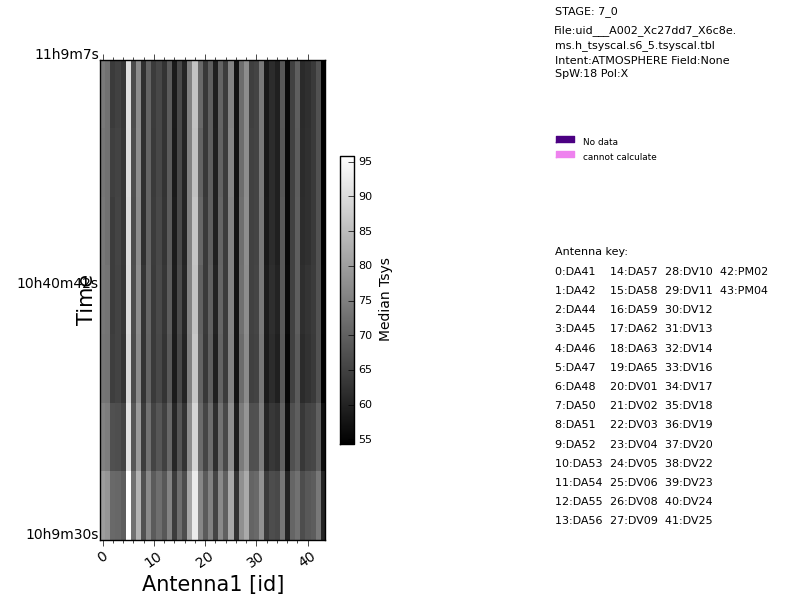 STAGE: 7_0
File:uid___A002_Xc27dd7_X6c8e.
ms.h_tsyscal.s6_5.tsyscal.tbl
Intent:ATMOSPHERE Field:None
SpW:18 Pol:X
No data
cannot calculate
11h9m7s
10h9m30s
Time
0 10 20 30 40
Antenna1 [id]
95
90
85
80
75
70
65
60
55
Median Tsys
Antenna key:
0:DA41 14:DA57 28:DV10 42:PM02
1:DA42 15:DA58 29:DV11 43:PM04
2:DA44 16:DA59 30:DV12
3:DA45 17:DA62 31:DV13
4:DA46 18:DA63 32:DV14
5:DA47 19:DA65 33:DV16
6:DA48 20:DV01 34:DV17
7:DA50 21:DV02 35:DV18
8:DA51 22:DV03 36:DV19
9:DA52 23:DV04 37:DV20
10:DA53 24:DV05 38:DV22
11:DA54 25:DV06 39:DV23
12:DA55 26:DV08 40:DV24
13:DA56 27:DV09 41:DV25